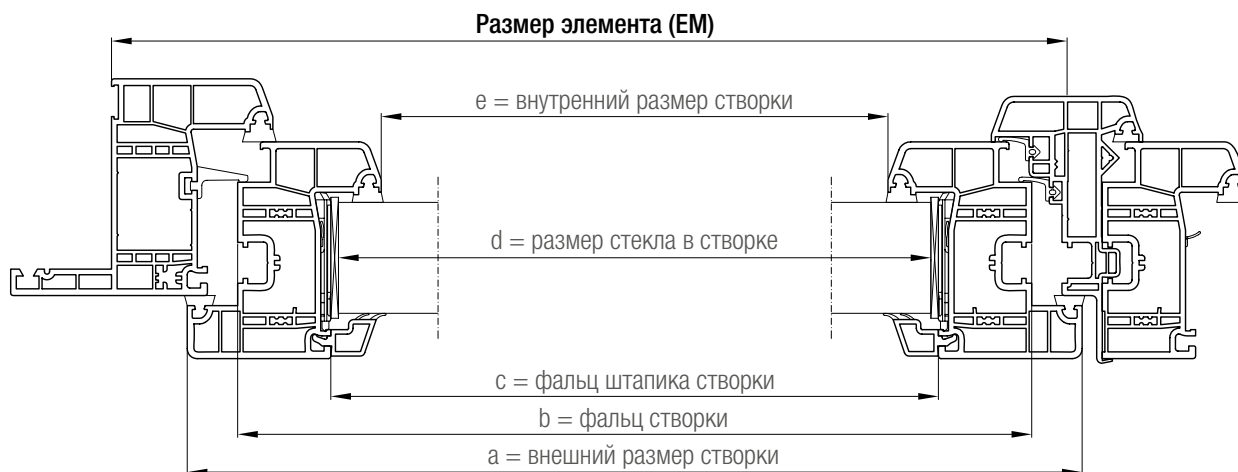 Размер элемента (EM)
e = внутренний размер створки
d = размер стекла в створке
c = фальц штапика створки
b = фальц створки
a = внешний размер створки